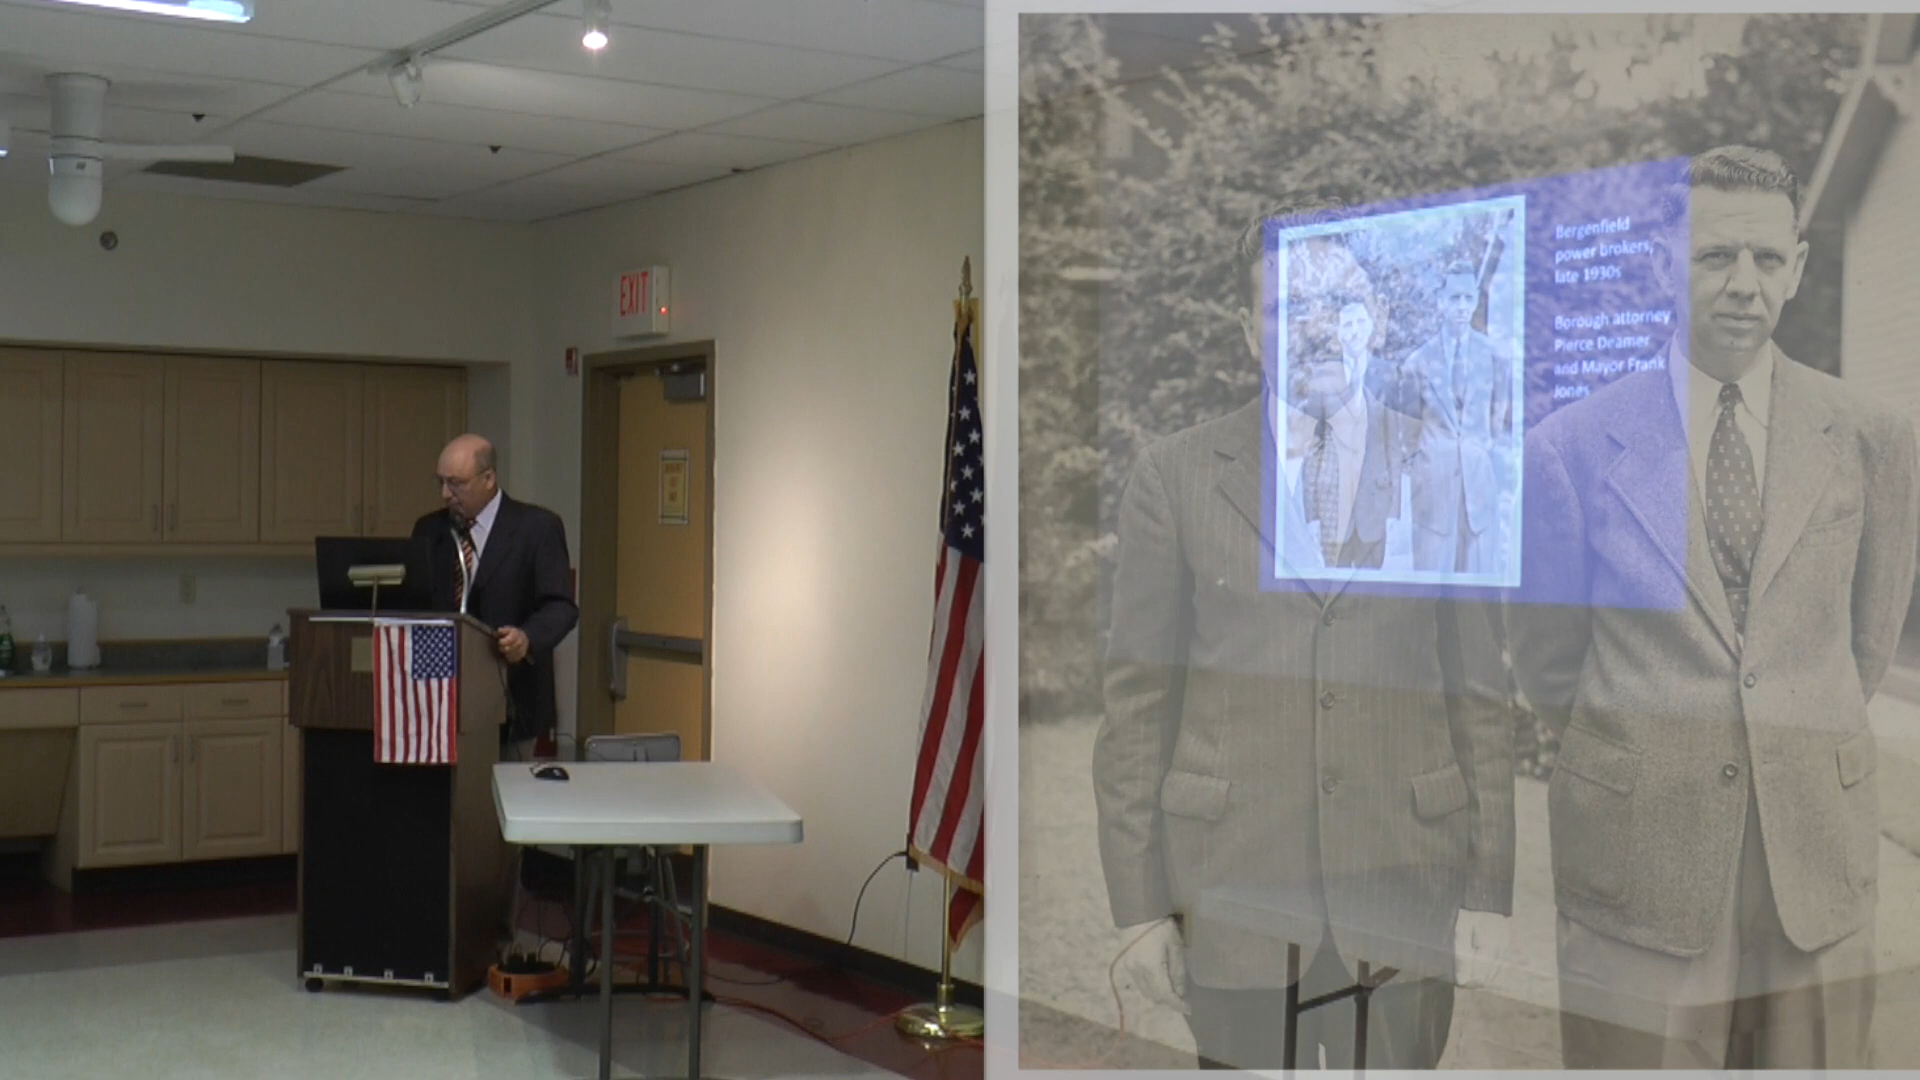 EXIT
Bergenfield
power brokers,
late 1930s
Borough attorney
Pierce Deamer
and Mayor Frank
Jones